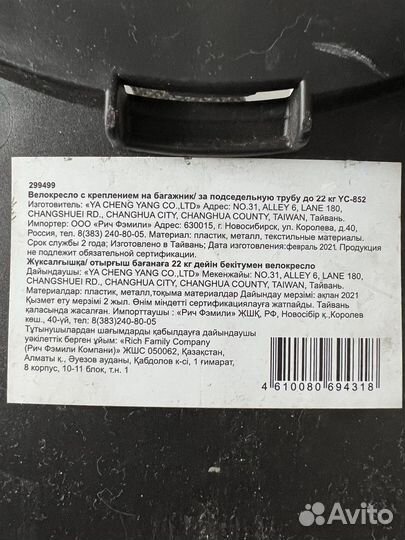 299499
Велокресло с креплением на багажник/ за подседельную трубу до 22 кг YC-852
Изготовитель: «YA CHENG YANG CO.,LTD» Адрес: NO.31, ALLEY 6, LANE 180,
CHANGSHUEI RD., CHANGHUA CITY, CHANGHUA COUNTY, TAIWAN, Тайвань.
Импортер: ООО «Рич Фэмили» Адрес: 630015, г. Новосибирск, ул. Королева, д.40,
Россия, тел. 8(383) 240-80-05. Материал: пластик, металл, текстильные материалы.
Срок службы 2 года; Изготовлено в Тайвань; Дата изготовления:февраль 2021 Продукция
не подлежит обязательной сертификации.
Жүксалғышқа/ отырғыш бағанаға 22 кг дейін бекітумен велокресло
Дайындаушы: «YA CHENG YANG CO.,LTD» Мекенжайы: NO.31, ALLEY 6, LANE 180,
CHANGSHUEI RD., CHANGHUA CITY, CHANGHUA COUNTY, TAIWAN, Тайвань.
Материалдар: пластик, металл,тоқыма материалдар Дайындау мерзімі: ақпан 2021
Қызмет ету мерзімі 2 жыл. Өнім міндетті сертификациялауға жатпайды. Тайвань
қаласында жасалған. Импорттаушы : «Рич Фэмили» ЖШҚ, РФ, Новосібір қ., Королев
көш., 40-үй, тел: 8(383)240-80-05
Тұтынушылардан шағымдарды қабылдауға дайындаушы
уәкілеттік берген ұйым: «Rich Family Company
(Рич Фэмили Компани)» ЖШС 050062, Қазақстан,
Алматы қ., Әуезов ауданы, Қабдолов к-сі, 1 ғимарат,
8 корпус, 10-11 блок, т.н. 1
4 610080 694318
Avito